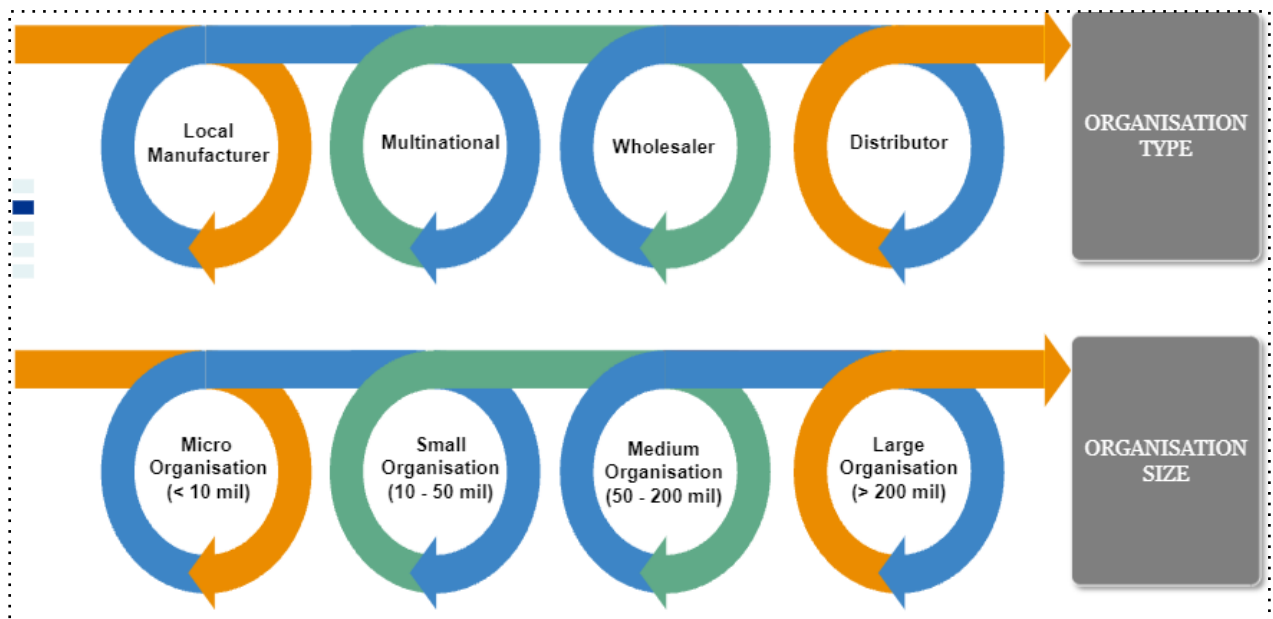 Local
Manufacturer
Multinational
Wholesaler
Distributor
ORGANISATION
TYPE
Micro
Organisation
(< 10 mil)
Small
Organisation
(10 - 50 mil)
Medium
Organisation
(50 - 200 mil)
Large
Organisation
(> 200 mil)
ORGANISATION
SIZE